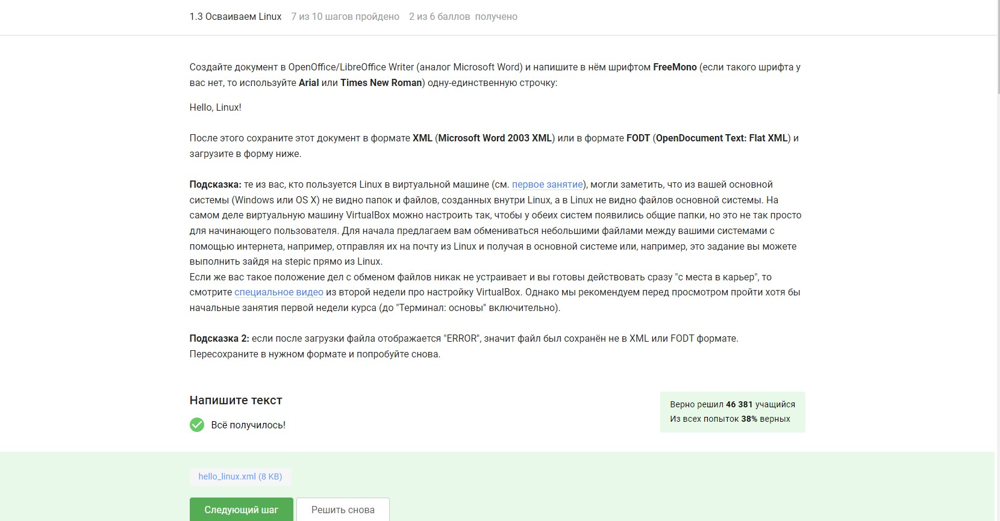 1.3 Осваиваем Linux 7 из 10 шагов пройдено 2 из 6 баллов получено
Создайте документ в OpenOffice/LibreOffice Writer (аналог Microsoft Word) и напишите в нём шрифтом FreeMono (если такого шрифта у
вас нет, то используйте Arial или Times New Roman) одну-единственную строчку:
Hello, Linux!
После этого сохраните этот документ в формате XML (Microsoft Word 2003 XML) или в формате FODT (OpenDocument Text: Flat XML) и
загрузите в форму ниже.
Подсказка: те из вас, кто пользуется Linux в виртуальной машине (см. первое занятие), могли заметить, что из вашей основной
системы (Windows или OS X) не видно папок и файлов, созданных внутри Linux, а в Linux не видно файлов основной системы. На
самом деле виртуальную машину VirtualBox можно настроить так, чтобы у обеих систем появились общие папки, но это не так просто
для начинающего пользователя. Для начала предлагаем вам обмениваться небольшими файлами между вашими системами с
помощью интернета, например, отправляя их на почту из Linux и получая в основной системе или, например, это задание вы можете
выполнить зайдя на stepic прямо из Linux.
Если же вас такое положение дел с обменом файлов никак не устраивает и вы готовы действовать сразу "с места в карьер", то
смотрите специальное видео из второй недели про настройку VirtualBox. Однако мы рекомендуем перед просмотром пройти хотя бы
начальные занятия первой недели курса (до "Терминал: основы" включительно).
Подсказка 2: если после загрузки файла отображается "ERROR", значит файл был сохранён не в XML или FODT формате.
Пересохраните в нужном формате и попробуйте снова.
Напишите текст
Всё получилось!
Верно решил 46 381 учащийся
Из всех попыток 38% верных
hello_linux.xml (8 KB)
Следующий шаг Решить снова